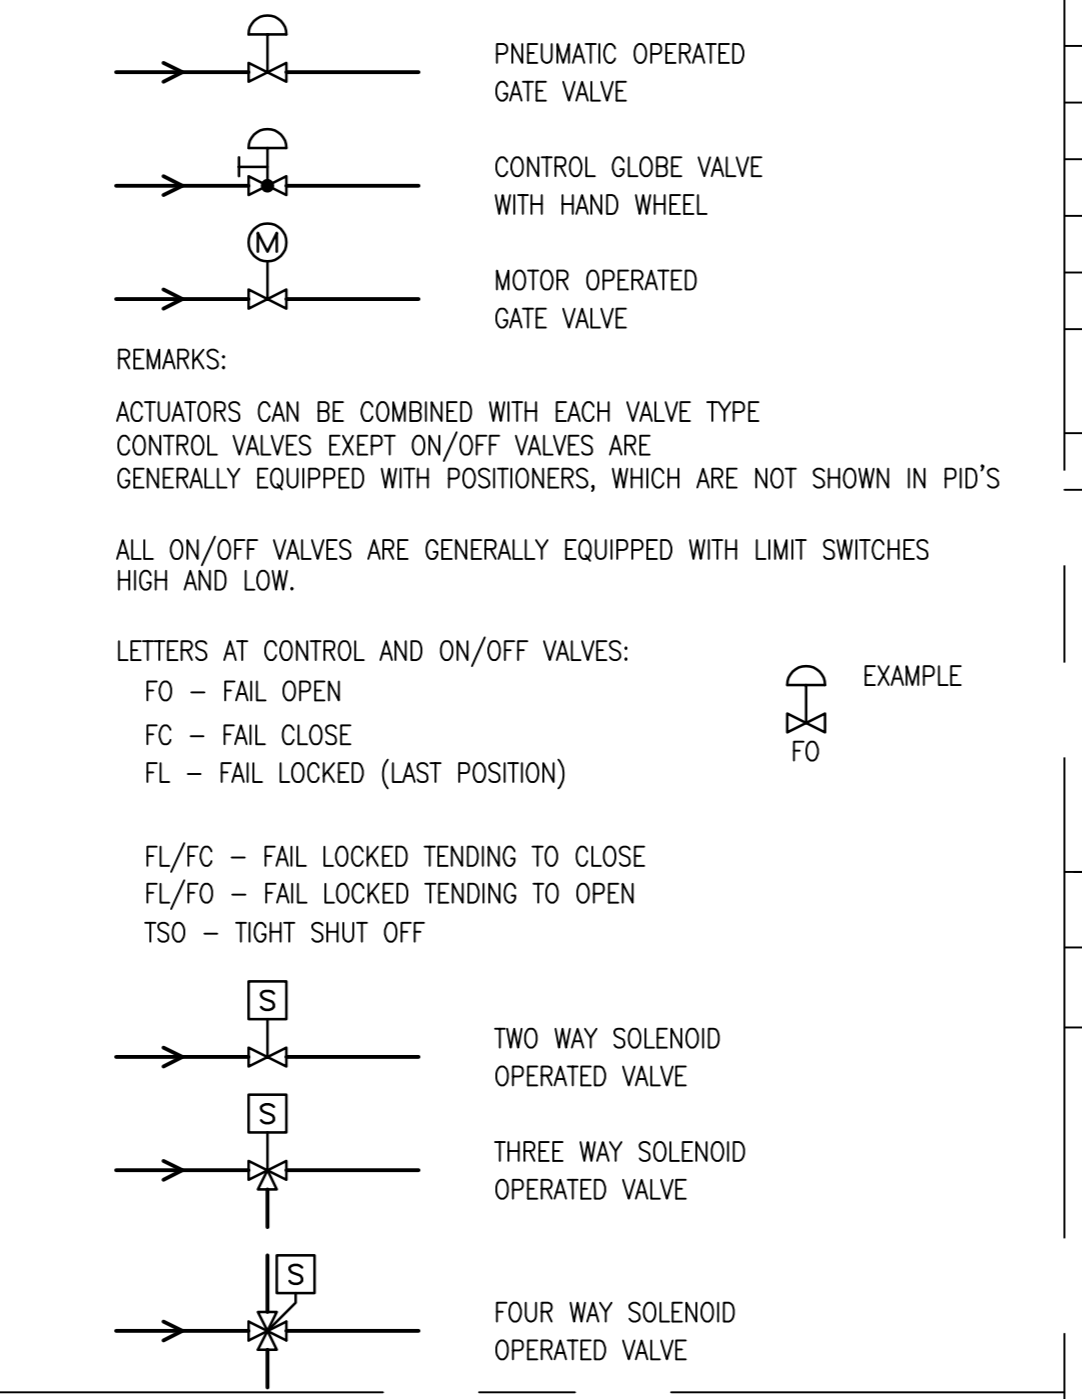 PNEUMATIC OPERATED
GATE VALVE
CONTROL GLOBE VALVE
WITH HAND WHEEL
M
MOTOR OPERATED
GATE VALVE
REMARKS:
ACTUATORS CAN BE COMBINED WITH EACH VALVE TYPE
CONTROL VALVES EXEPT ON/OFF VALVES ARE
GENERALLY EQUIPPED WITH POSITIONERS, WHICH ARE NOT SHOWN IN PID'S
ALL ON/OFF VALVES ARE GENERALLY EQUIPPED WITH LIMIT SWITCHES
HIGH AND LOW.
LETTERS AT CONTROL AND ON/OFF VALVES:
FO – FAIL OPEN
FC – FAIL CLOSE
FL – FAIL LOCKED (LAST POSITION)
EXAMPLE
FO
FL/FC – FAIL LOCKED TENDING TO CLOSE
FL/FO – FAIL LOCKED TENDING TO OPEN
TSO – TIGHT SHUT OFF
S
TWO WAY SOLENOID
OPERATED VALVE
S
THREE WAY SOLENOID
OPERATED VALVE
S
FOUR WAY SOLENOID
OPERATED VALVE